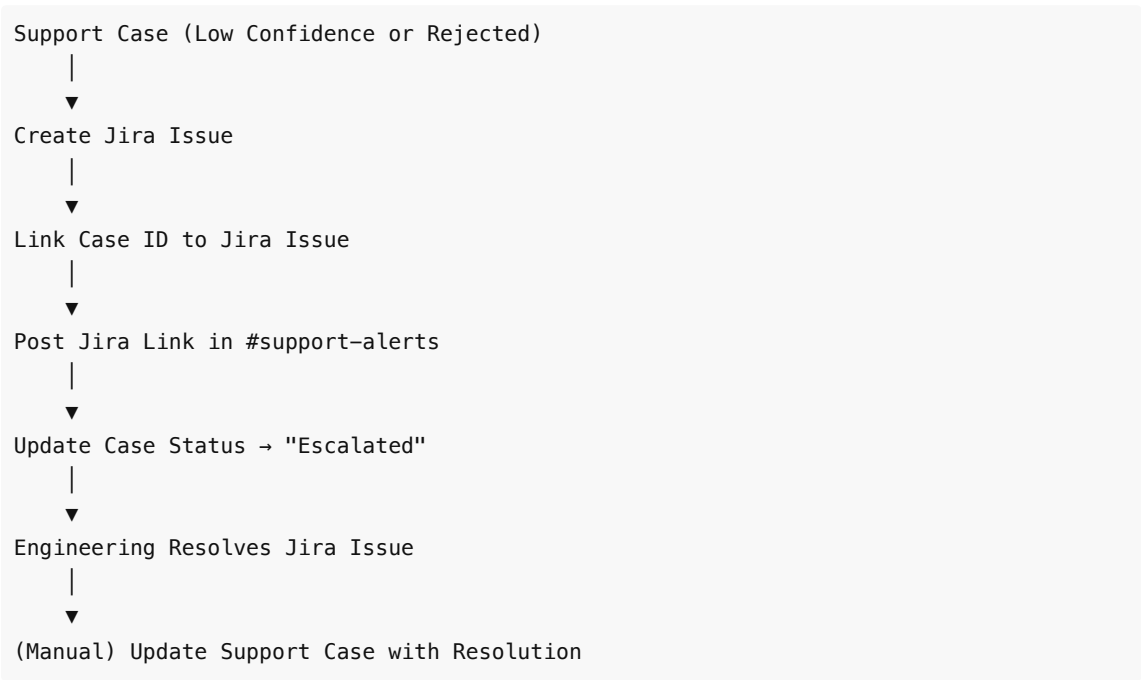 Support Case (Low Confidence or Rejected)
│
▼
Create Jira Issue
│
▼
Link Case ID to Jira Issue
│
▼
Post Jira Link in #support-alerts
│
▼
Update Case Status → "Escalated"
│
▼
Engineering Resolves Jira Issue
│
▼
(Manual) Update Support Case with Resolution